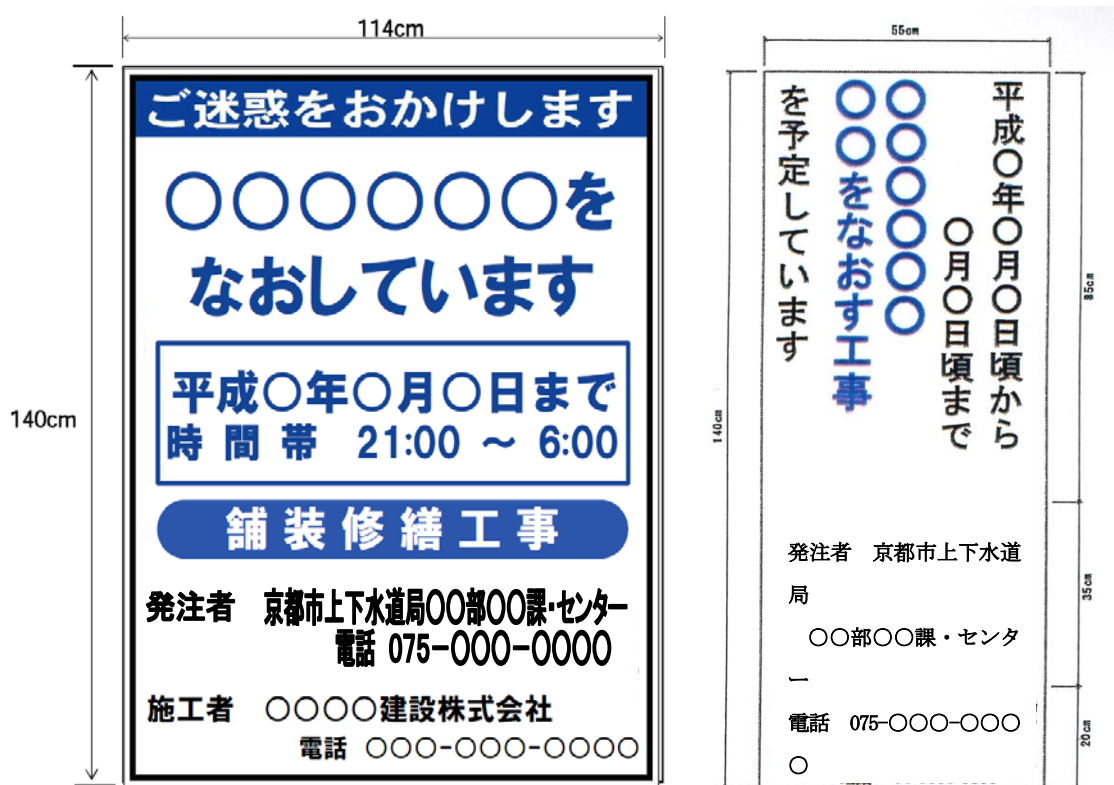 114cm
140cm
ご迷惑をおかけします
○○○○○○を
なおしています
平成○年○月○日まで
時間帯 21:00 ~ 6:00
舗装修繕工事
発注者 京都市上下水道局○○部○○課・センター
電話 075-○○○-○○○○
施工者 ○○○○建設株式会社
電話 ○○○-○○○-○○○○
55cm
140cm
85cm
35cm
20cm
平成○年○月○日頃から
○月○日頃まで
○○○○○○
○○をなおす工事
を予定しています
発注者 京都市上下水道
局
○○部○○課・センタ
ー
電話 075-○○○-○○○
○